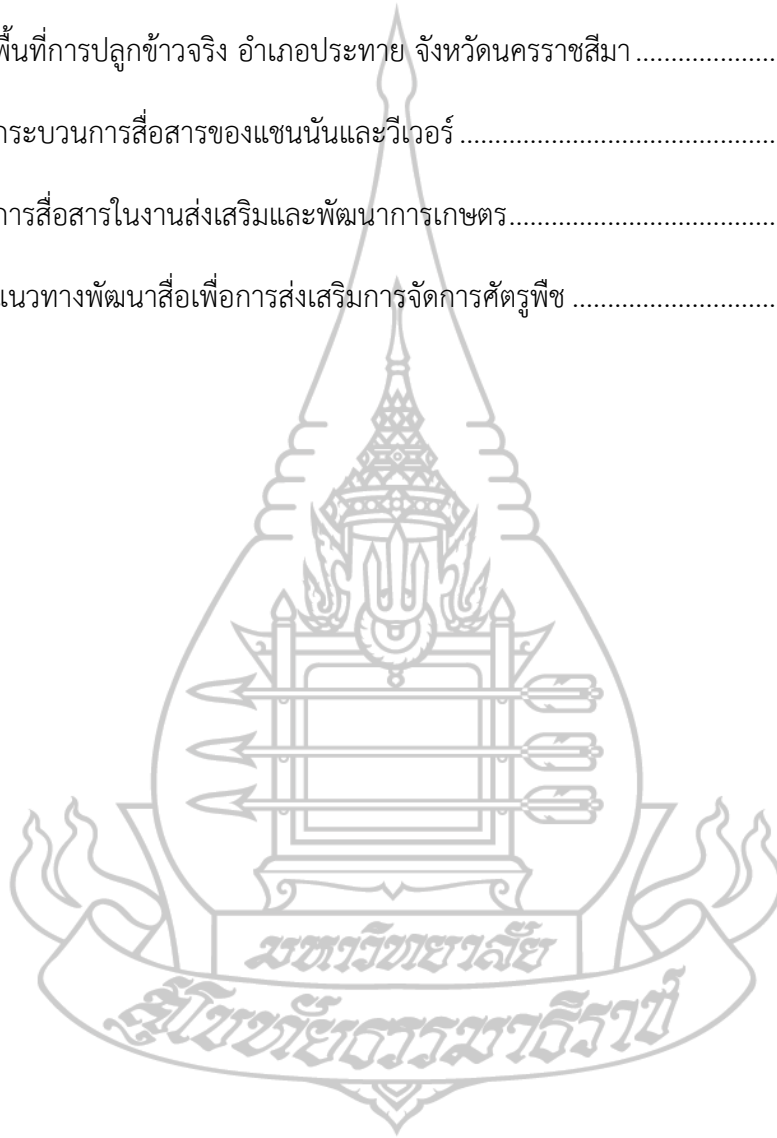 พื้นที่การปลูกข้าวจริง อำเภอประทาย จังหวัดนครราชสีมา ....................
กระบวนการสื่อสารของแชนนันและวีเวอร์ .............................................
การสื่อสารในงานส่งเสริมและพัฒนาการเกษตร......................................
แนวทางพัฒนาสื่อเพื่อการส่งเสริมการจัดการศัตรูพืช .............................
มหาวิทยาลัย
สุโขทัยธรรมาธิราช